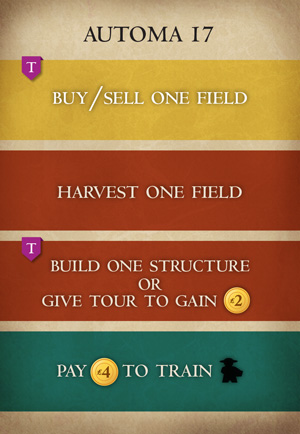 AUTOMA 17
T
BUY/SELL ONE FIELD
HARVEST ONE FIELD
T
BUILD ONE STRUCTURE
OR
GIVE TOUR TO GAIN £2
PAY £4 TO TRAIN